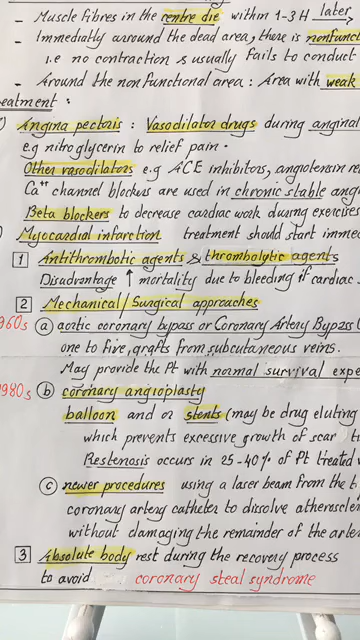 _ Muscle fibres in the centre die within 1-3 H later
_ Immediately around the dead area, there is nonfunct
i.e no contraction & usually fails to conduct
_ Around the nonfunctional area : Area with weak
eatment :
) Angina pectoris : Vasodilator drugs during anginal
e.g nitroglycerin to relief pain.
Other vasodilators e.g ACE inhibitors, angiotensin re
Ca++ channel blockers are used in chronic stable ang
Beta blockers to decrease cardiac work during exercises
) Myocardial infarction treatment should start imme
1 Antithrombotic agents & thrombolytic agents
Disadvantage ↑ mortality due to bleeding if cardiac
2 Mechanical/Surgical approaches
960s (a) aortic coronary bypass or Coronary Artery Bypass (
one to five, grafts from subcutaneous veins.
May provide the Pt with normal survival expe
980s (b) coronary angioplasty
balloon and or stents (may be drug eluting
which prevents excessive growth of scar t
Restenosis occurs in 25-40% of Pt treated
(c) newer procedures using a laser beam from the t
coronary artery catheter to dissolve atheroscler
without damaging the remainder of the arter
3 Absolute body rest during the recovery process
to avoid coronary steal syndrome